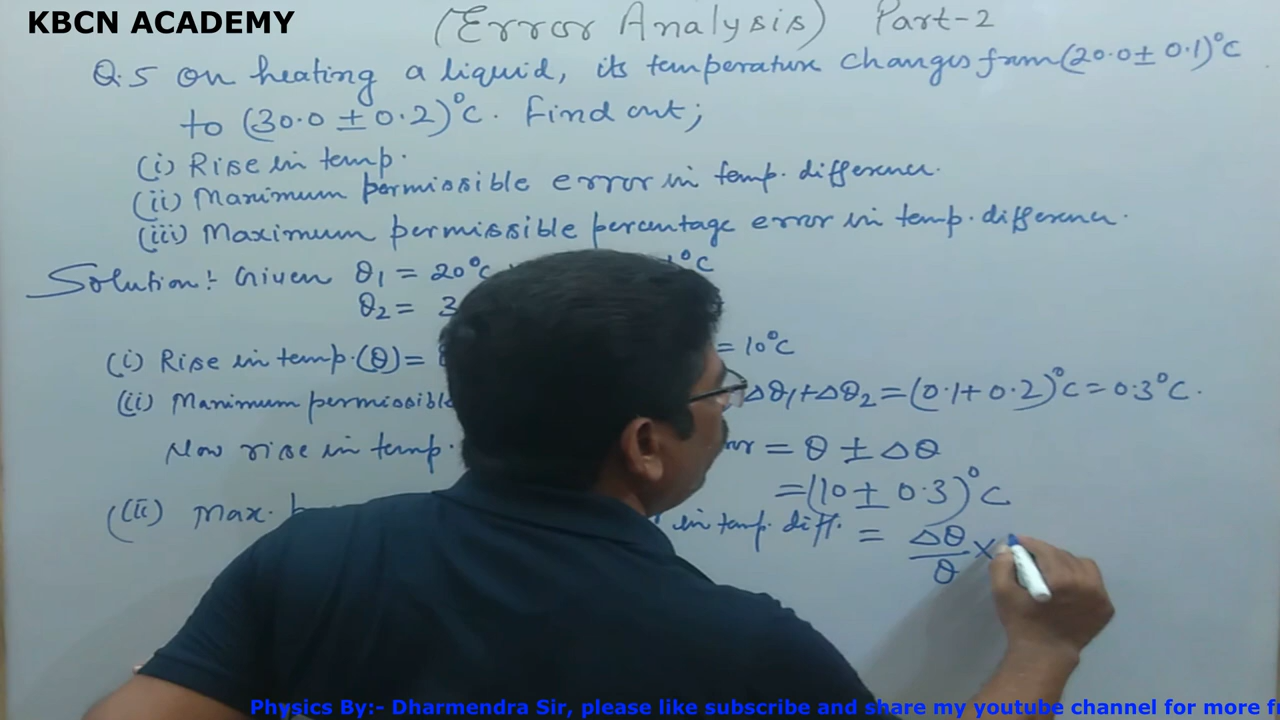 KBCN ACADEMY
(Error Analysis) Part-2
Q.5 On heating a liquid, its temperature changes from (20.0 ± 0.1)°C
to (30.0 ± 0.2)°C. Find out;
(i) Rise in temp.
(ii) Maximum permissible error in temp. difference.
(iii) Maximum permissible percentage error in temp. difference.
Solution:- Given θ1 = 20°C °C
θ2 = 3
(i) Rise in temp. (θ) = = 10°C
(ii) Maximum permissible Δθ1+Δθ2 = (0.1+0.2)°C = 0.3°C.
Now rise in temp. = θ ± Δθ
= (10 ± 0.3)°C
Max. in temp. diff. = Δθ/θ ×
Physics By:- Dharmendra Sir, please like subscribe and share my youtube channel for more